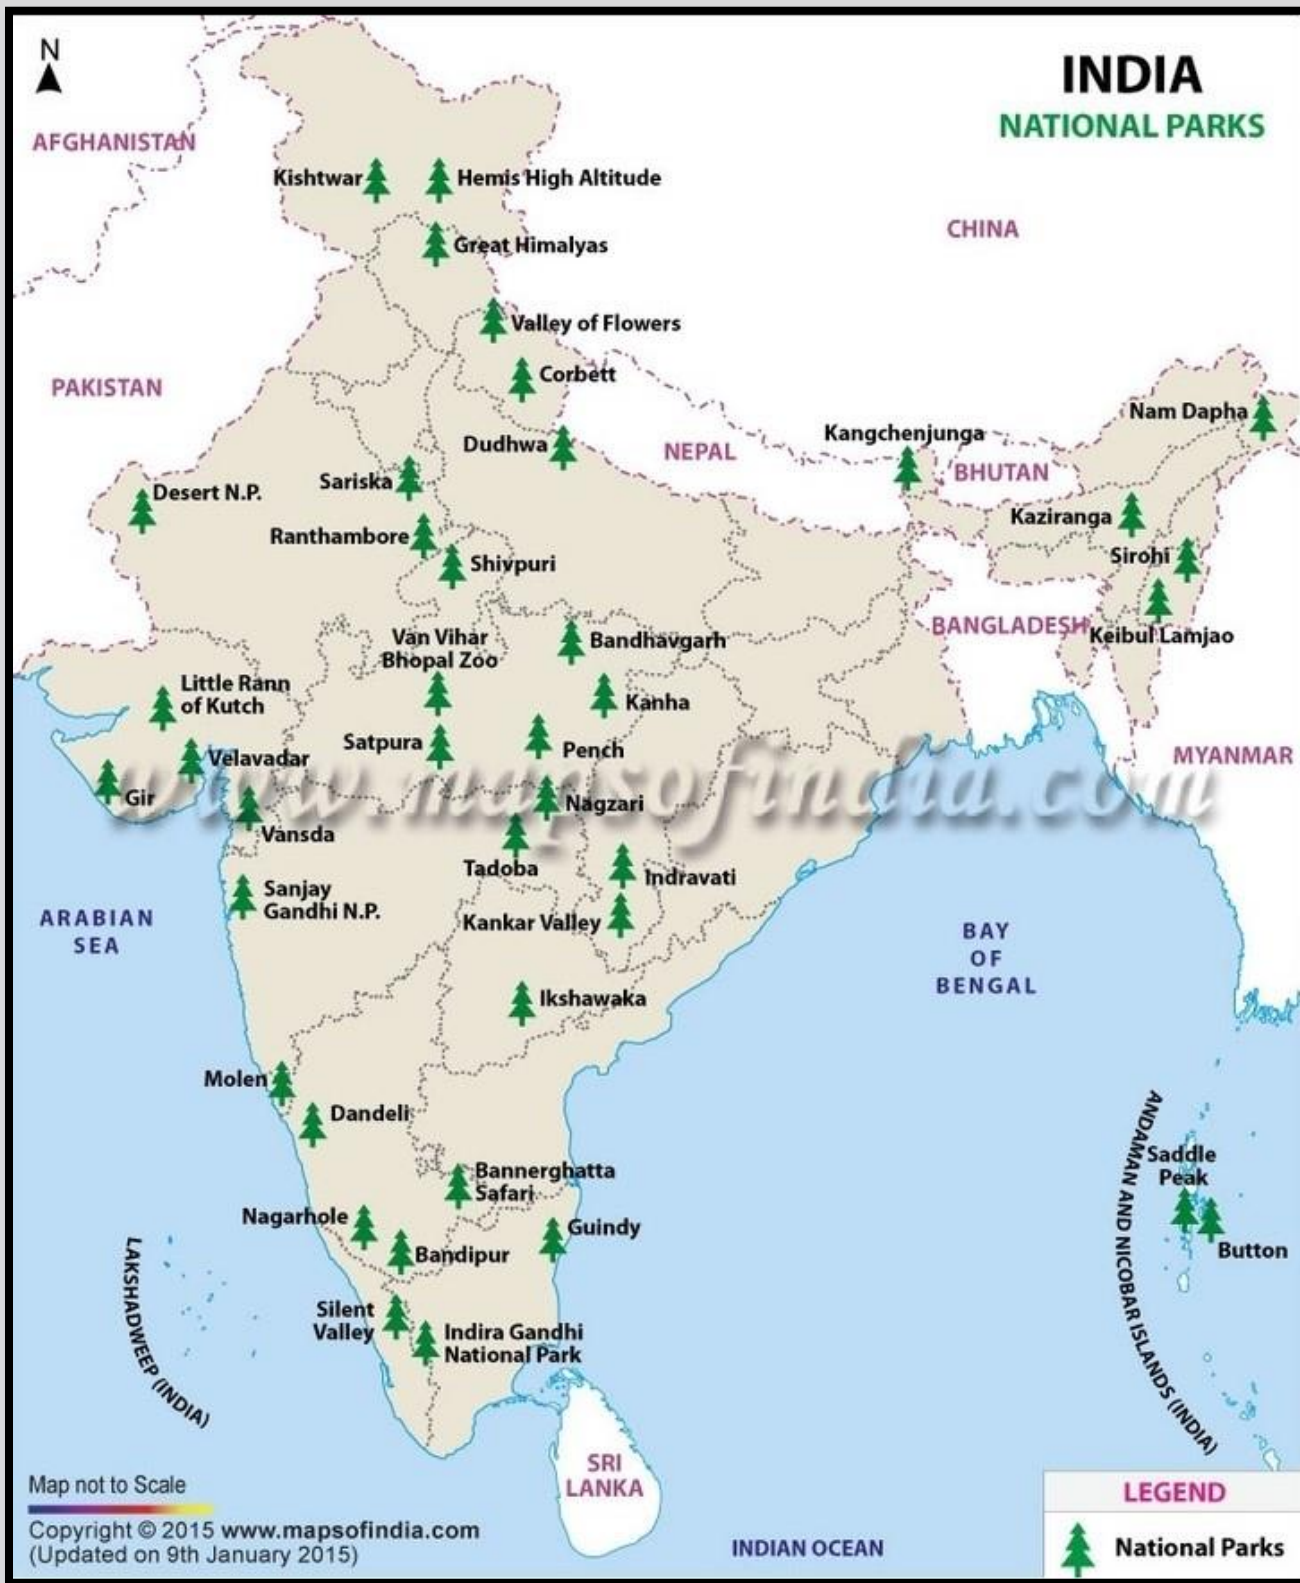 N
INDIA
NATIONAL PARKS
AFGHANISTAN
Kishtwar
Hemis High Altitude
CHINA
Great Himalyas
Valley of Flowers
PAKISTAN
Corbett
Nam Dapha
Dudhwa
NEPAL
Kangchenjunga
BHUTAN
Sariska
Desert N.P.
Kaziranga
Ranthambore
Shivpuri
Sirohi
BANGLADESH
Keibul Lamjao
Van Vihar
Bhopal Zoo
Bandhavgarh
Little Rann
of Kutch
Kanha
Satpura
Pench
MYANMAR
Velavadar
www.mapsofindia.com
Gir
Nagzari
Vansda
Tadoba
Indravati
Sanjay
Gandhi N.P.
Kankar Valley
ARABIAN
SEA
BAY
OF
BENGAL
Ikshawaka
Molen
Dandeli
ANDAMAN AND NICOBAR ISLANDS (INDIA)
Saddle
Peak
Bannerghatta
Safari
Nagarhole
Guindy
Bandipur
Button
LAKSHADWEEP (INDIA)
Silent
Valley
Indira Gandhi
National Park
SRI
LANKA
Map not to Scale
Copyright © 2015 www.mapsofindia.com
(Updated on 9th January 2015)
INDIAN OCEAN
LEGEND
National Parks